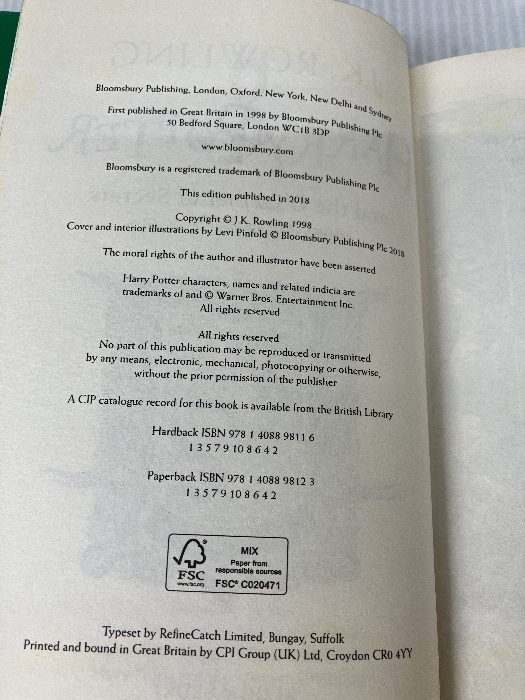 Bloomsbury Publishing, London, Oxford, New York, New Delhi and Sydney
First published in Great Britain in 1998 by Bloomsbury Publishing Plc
50 Bedford Square, London WC1B 3DP
www.bloomsbury.com
Bloomsbury is a registered trademark of Bloomsbury Publishing Plc
This edition published in 2018
Copyright © J.K. Rowling 1998
Cover and interior illustrations by Levi Pinfold © Bloomsbury Publishing Plc 2018
The moral rights of the author and illustrator have been asserted
Harry Potter characters, names and related indicia are
trademarks of and © Warner Bros. Entertainment Inc.
All rights reserved
All rights reserved
No part of this publication may be reproduced or transmitted
by any means, electronic, mechanical, photocopying or otherwise,
without the prior permission of the publisher
A CIP catalogue record for this book is available from the British Library
Hardback ISBN 978 1 4088 9811 6
1 3 5 7 9 10 8 6 4 2
Paperback ISBN 978 1 4088 9812 3
1 3 5 7 9 10 8 6 4 2
FSC
www.fsc.org
MIX
Paper from
responsible sources
FSC® C020471
Typeset by RefineCatch Limited, Bungay, Suffolk
Printed and bound in Great Britain by CPI Group (UK) Ltd, Croydon CR0 4YY